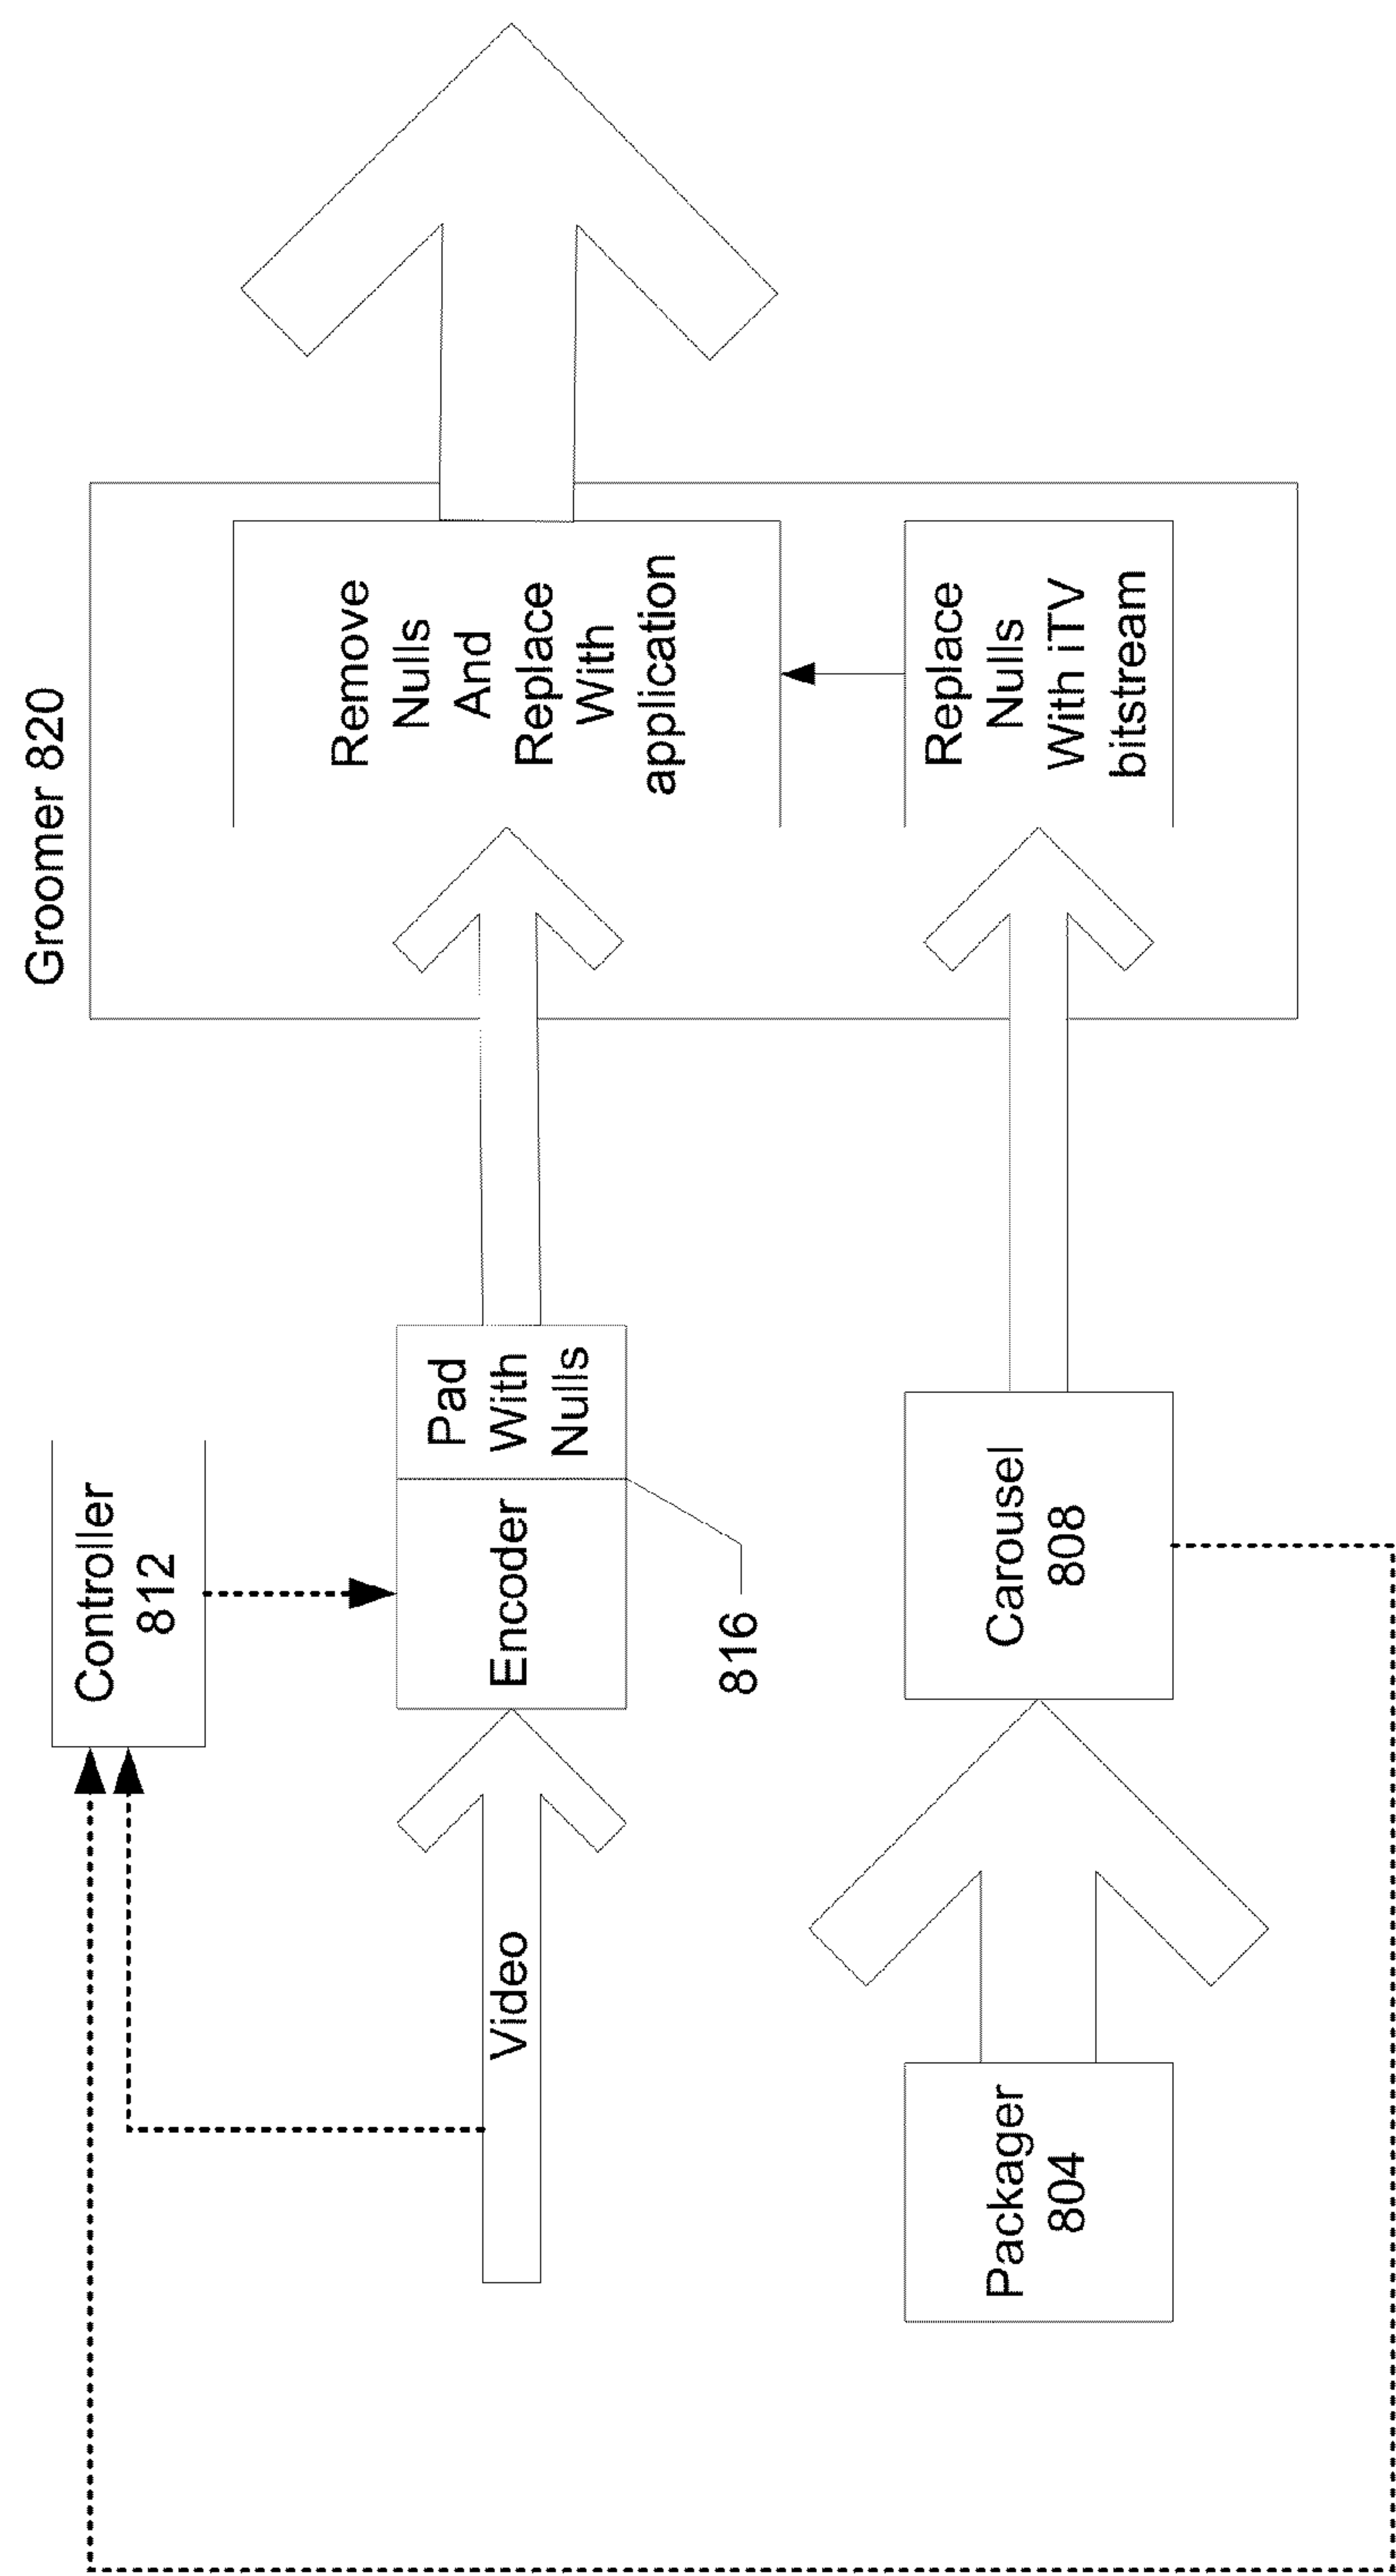 Groomer 820
Controller
812
Remove
Nulls
And
Replace
With
application
Pad
With
Nulls
Encoder
Video
816
Replace
Nulls
With iTV
bitstream
Carousel
808
Packager
804